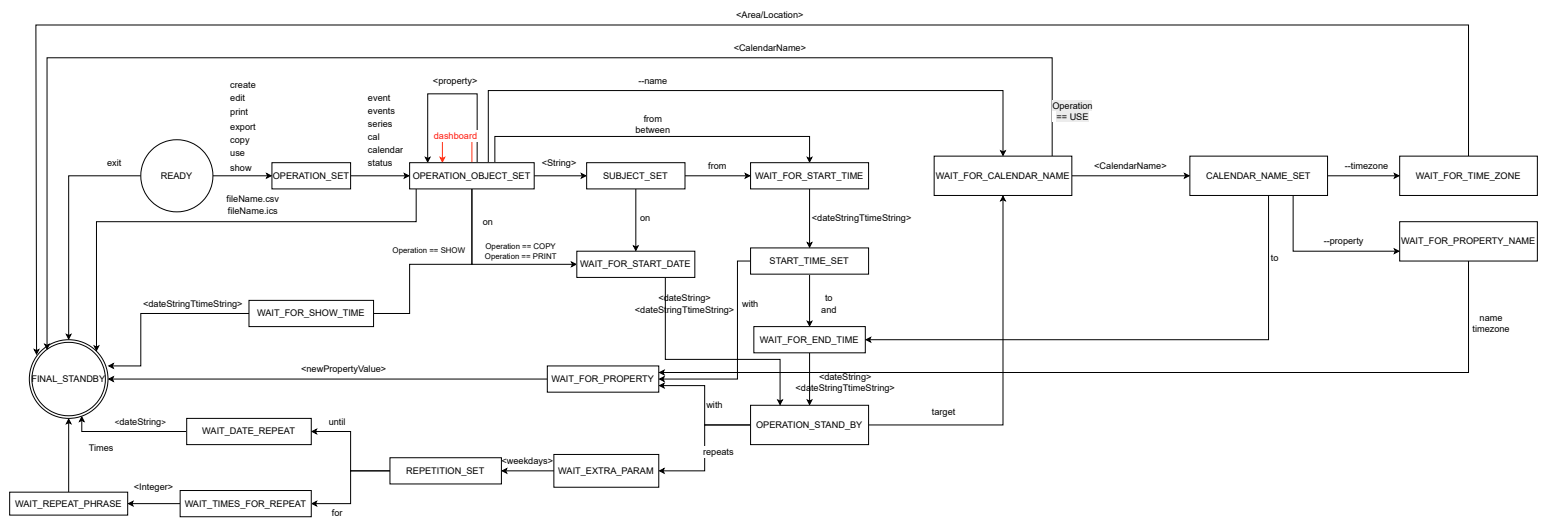 <Area/Location>
<CalendarName>
<property>
--name
create
edit
print
export
copy
use
show
event
events
series
cal
calendar
status
dashboard
from
between
Operation
== USE
exit
READY
OPERATION_SET
OPERATION_OBJECT_SET
<String>
SUBJECT_SET
from
WAIT_FOR_START_TIME
WAIT_FOR_CALENDAR_NAME
<CalendarName>
CALENDAR_NAME_SET
--timezone
WAIT_FOR_TIME_ZONE
fileName.csv
fileName.ics
on
on
<dateStringTtimeString>
Operation == SHOW
Operation == COPY
Operation == PRINT
WAIT_FOR_START_DATE
START_TIME_SET
--property
WAIT_FOR_PROPERTY_NAME
to
<dateStringTtimeString>
WAIT_FOR_SHOW_TIME
<dateString>
<dateStringTtimeString>
with
to
and
name
timezone
WAIT_FOR_END_TIME
FINAL_STANDBY
<newPropertyValue>
WAIT_FOR_PROPERTY
<dateString>
<dateStringTtimeString>
with
target
OPERATION_STAND_BY
<dateString>
WAIT_DATE_REPEAT
until
Times
repeats
<weekdays>
REPETITION_SET
WAIT_EXTRA_PARAM
<Integer>
WAIT_REPEAT_PHRASE
WAIT_TIMES_FOR_REPEAT
for